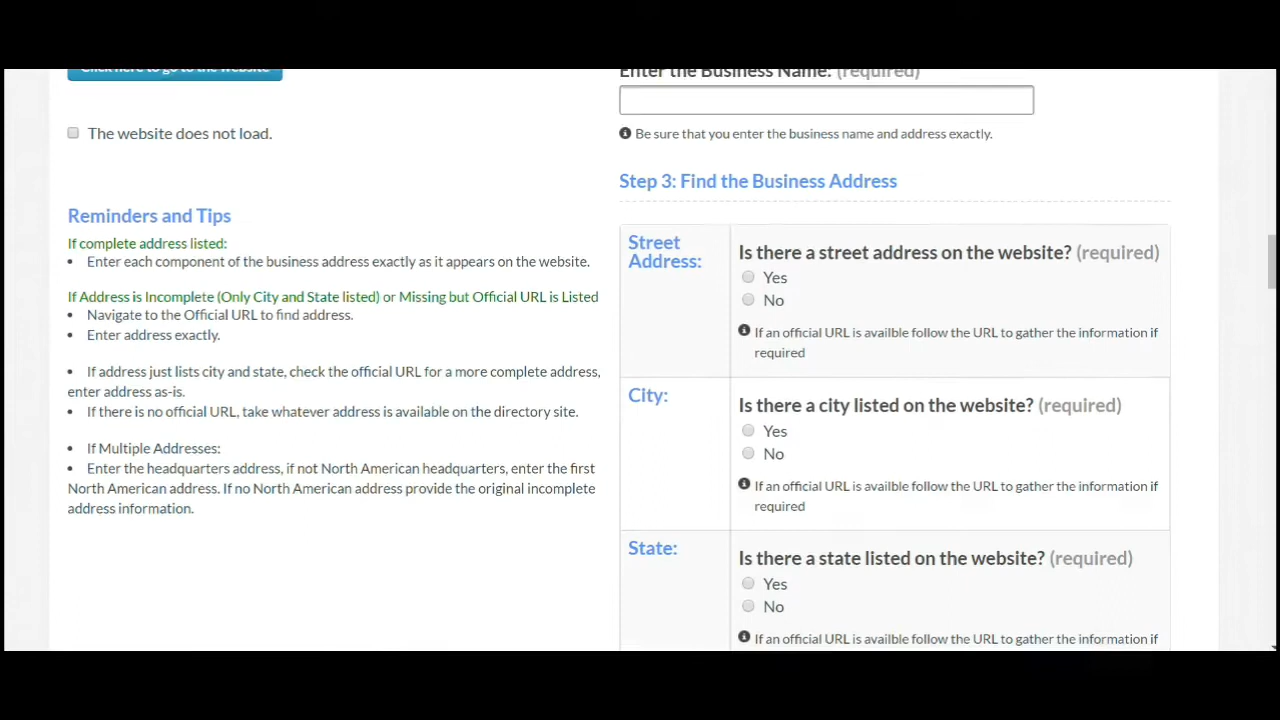 Click here to go to the website
The website does not load.
Reminders and Tips
If complete address listed:
• Enter each component of the business address exactly as it appears on the website.
If Address is Incomplete (Only City and State listed) or Missing but Official URL is Listed
• Navigate to the Official URL to find address.
• Enter address exactly.
• If address just lists city and state, check the official URL for a more complete address,
enter address as-is.
• If there is no official URL, take whatever address is available on the directory site.
• If Multiple Addresses:
• Enter the headquarters address, if not North American headquarters, enter the first
North American address. If no North American address provide the original incomplete
address information.
Enter the Business Name: (required)
Be sure that you enter the business name and address exactly.
Step 3: Find the Business Address
Street
Address:
Is there a street address on the website? (required)
Yes
No
If an official URL is availble follow the URL to gather the information if
required
City:
Is there a city listed on the website? (required)
Yes
No
If an official URL is availble follow the URL to gather the information if
required
State:
Is there a state listed on the website? (required)
Yes
No
If an official URL is availble follow the URL to gather the information if